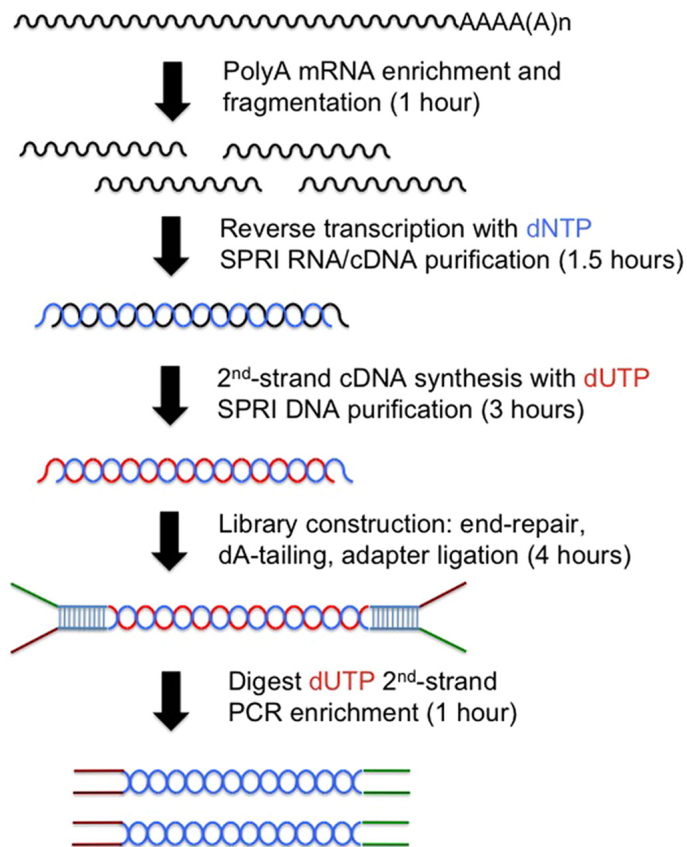 AAAA(A)n
PolyA mRNA enrichment and
fragmentation (1 hour)
Reverse transcription with dNTP
SPRI RNA/cDNA purification (1.5 hours)
2nd-strand cDNA synthesis with dUTP
SPRI DNA purification (3 hours)
Library construction: end-repair,
dA-tailing, adapter ligation (4 hours)
Digest dUTP 2nd-strand
PCR enrichment (1 hour)